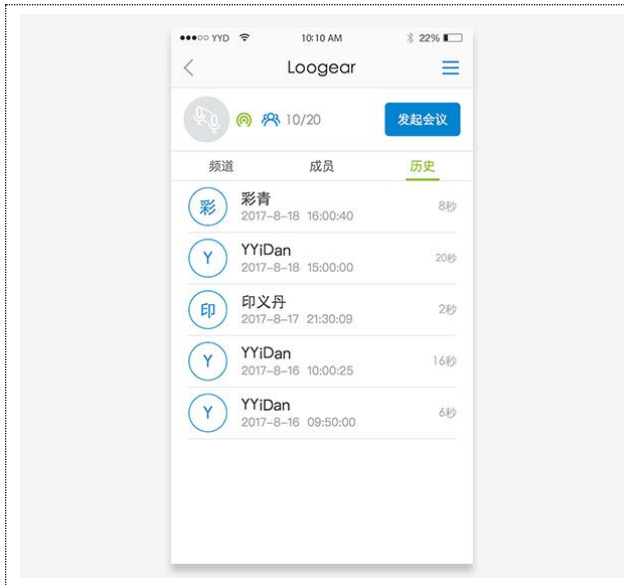 YYD 10:10 AM 22%
Loogear
10/20 发起会议
频道 成员 历史
彩 彩青 8秒
2017-8-18 16:00:40
Y YYiDan 20秒
2017-8-18 15:00:00
印 印义丹 2秒
2017-8-17 21:30:09
Y YYiDan 16秒
2017-8-16 10:00:25
Y YYiDan 6秒
2017-8-16 09:50:00